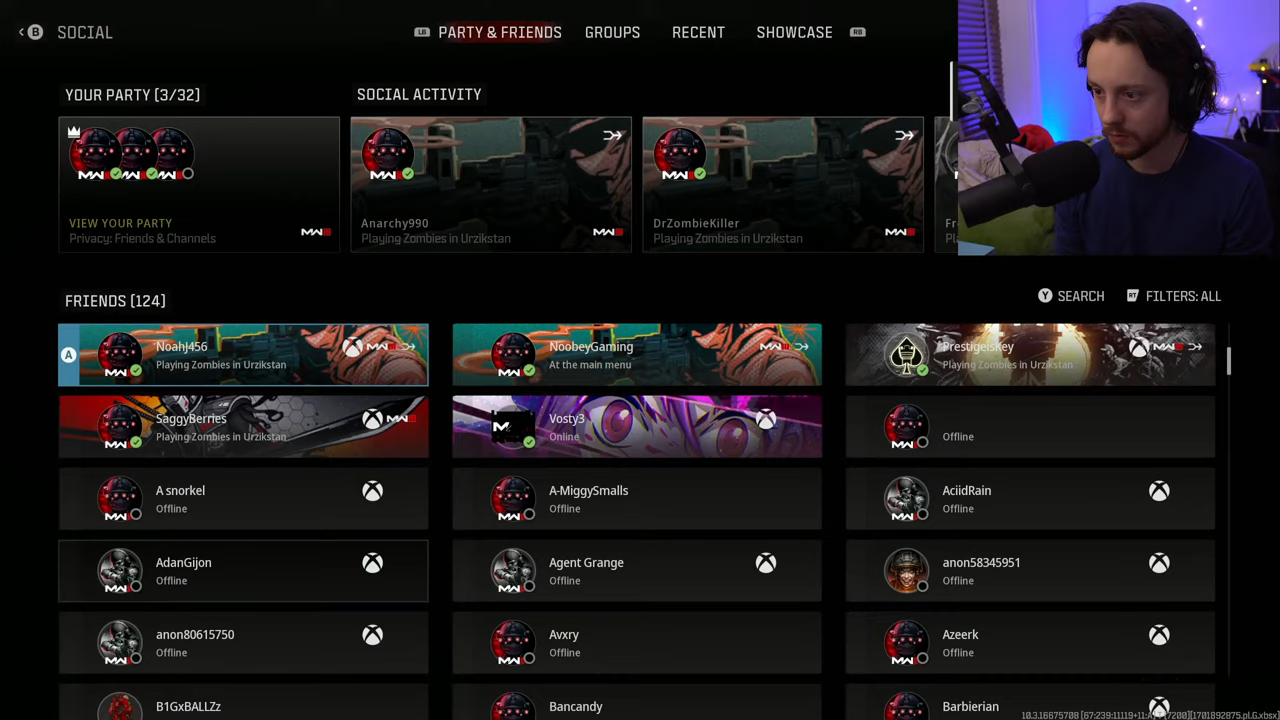 B SOCIAL
LB PARTY & FRIENDS GROUPS RECENT SHOWCASE RB
YOUR PARTY [3/32]
SOCIAL ACTIVITY
VIEW YOUR PARTY
Privacy: Friends & Channels
Anarchy990
Playing Zombies in Urzikstan
DrZombieKiller
Playing Zombies in Urzikstan
FRIENDS [124]
Y SEARCH
RT FILTERS: ALL
A
NoahJ456
Playing Zombies in Urzikstan
NoobeyGaming
At the main menu
PrestigeIsKey
Playing Zombies in Urzikstan
SaggyBerries
Playing Zombies in Urzikstan
Vosty3
Online
Offline
A snorkel
Offline
A-MiggySmalls
Offline
AciidRain
Offline
AdanGijon
Offline
Agent Grange
Offline
anon58345951
Offline
anon80615750
Offline
Avxry
Offline
Azeerk
Offline
B1GxBALLZz
Bancandy
Barbierian